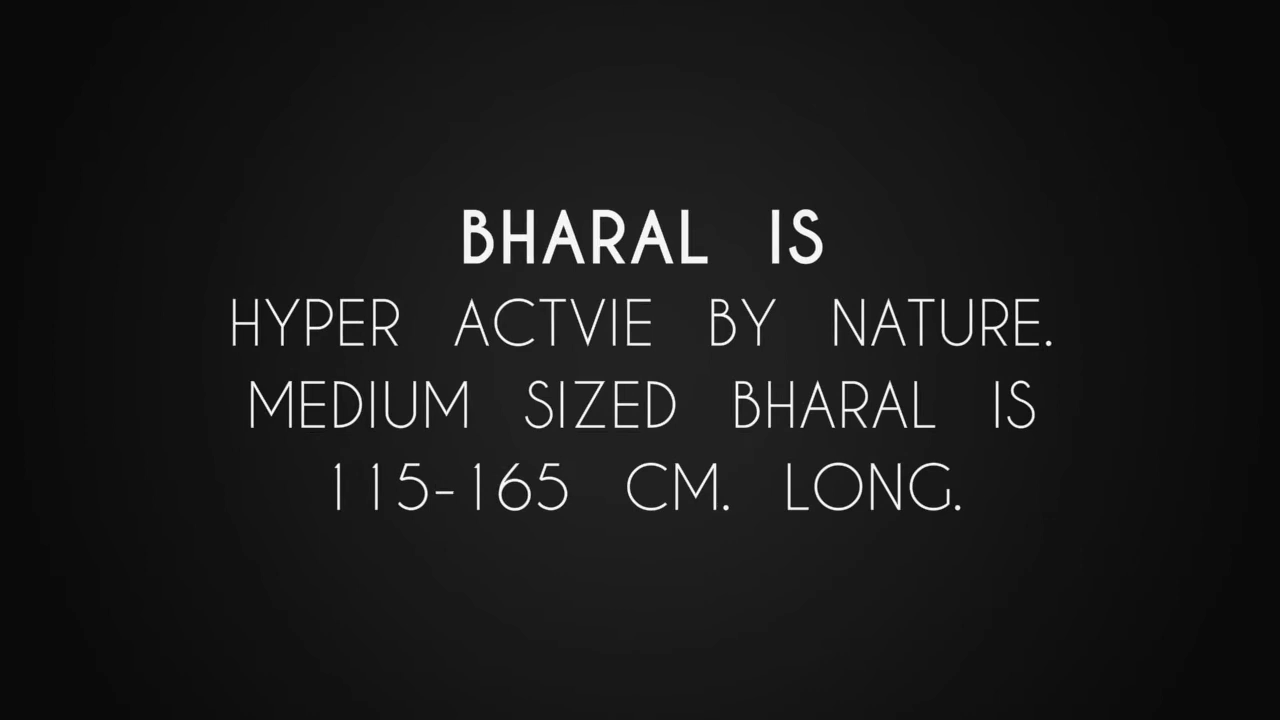 BHARAL IS
HYPER ACTVIE BY NATURE.
MEDIUM SIZED BHARAL IS
115-165 CM. LONG.